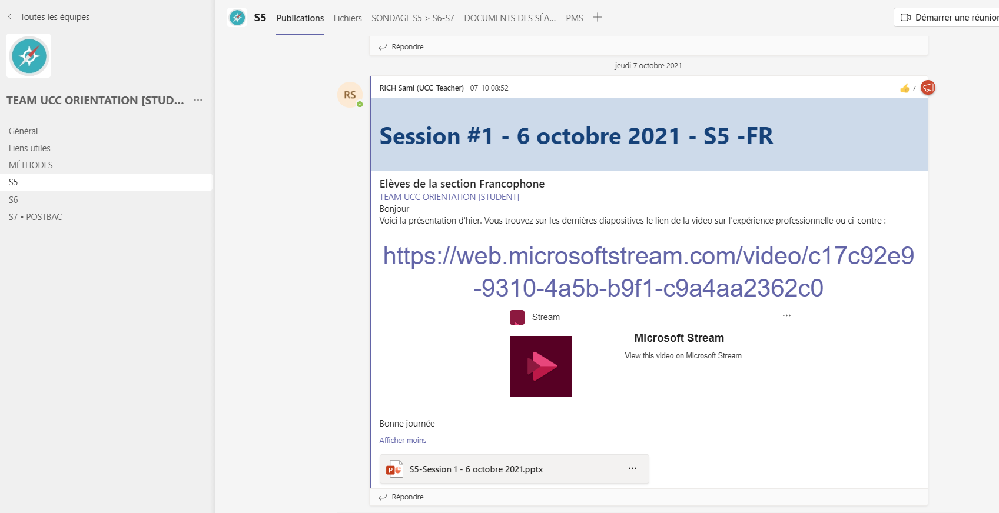 Toutes les équipes
TEAM UCC ORIENTATION [STUD...
Général
Liens utiles
MÉTHODES
S5
S6
S7 • POSTBAC
S5
Publications
Fichiers
SONDAGE S5 > S6-S7
DOCUMENTS DES SÉA...
PMS
Démarrer une réunion
Répondre
jeudi 7 octobre 2021
RS
RICH Sami (UCC-Teacher) 07-10 08:52
7
Session #1 - 6 octobre 2021 - S5 -FR
Elèves de la section Francophone
TEAM UCC ORIENTATION [STUDENT]
Bonjour
Voici la présentation d'hier. Vous trouvez sur les dernières diapositives le lien de la video sur l'expérience professionnelle ou ci-contre :
https://web.microsoftstream.com/video/c17c92e9
-9310-4a5b-b9f1-c9a4aa2362c0
Stream
Microsoft Stream
View this video on Microsoft Stream.
Bonne journée
Afficher moins
P
S5-Session 1 - 6 octobre 2021.pptx
Répondre